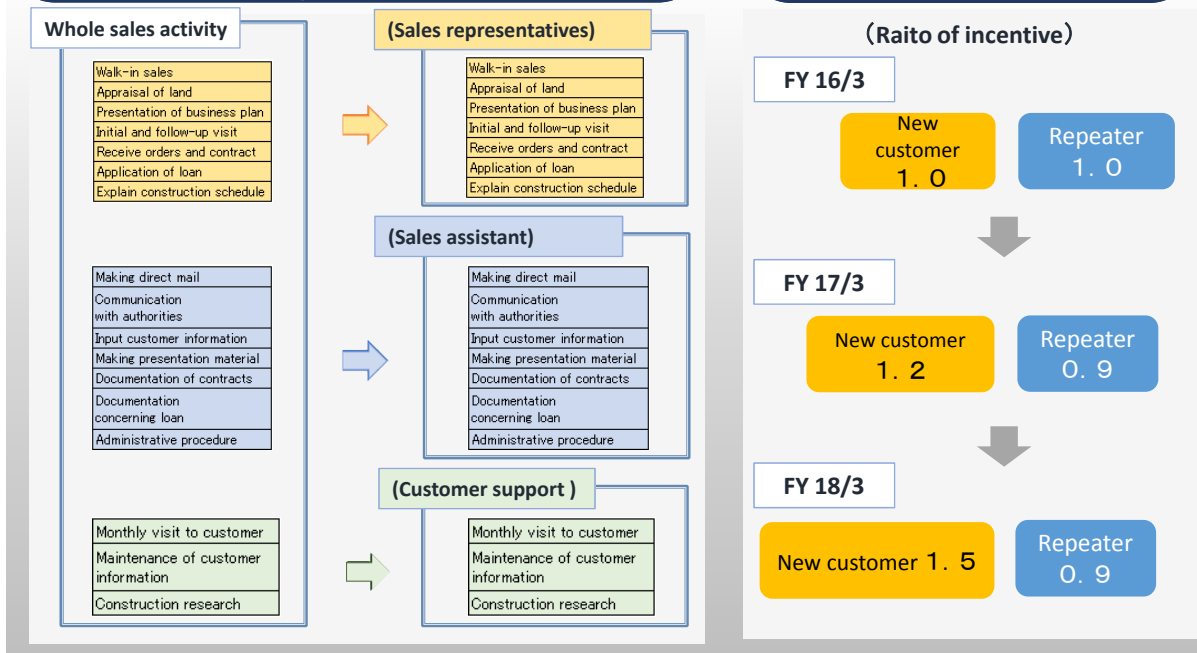 Whole sales activity
Walk-in sales
Appraisal of land
Presentation of business plan
Initial and follow-up visit
Receive orders and contract
Application of loan
Explain construction schedule
Making direct mail
Communication
with authorities
Input customer information
Making presentation material
Documentation of contracts
Documentation
concerning loan
Administrative procedure
Monthly visit to customer
Maintenance of customer
information
Construction research
(Sales representatives)
Walk-in sales
Appraisal of land
Presentation of business plan
Initial and follow-up visit
Receive orders and contract
Application of loan
Explain construction schedule
(Sales assistant)
Making direct mail
Communication
with authorities
Input customer information
Making presentation material
Documentation of contracts
Documentation
concerning loan
Administrative procedure
(Customer support )
Monthly visit to customer
Maintenance of customer
information
Construction research
（Raito of incentive）
FY 16/3
New
customer
１．０
Repeater
１．０
FY 17/3
New customer
１．２
Repeater
０．９
FY 18/3
New customer １．５
Repeater
０．９